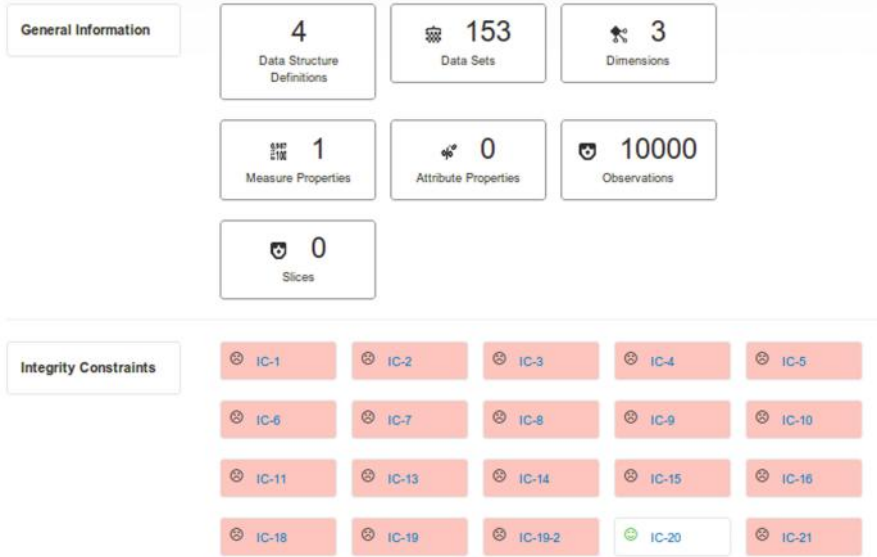 General Information
4
Data Structure
Definitions
153
Data Sets
3
Dimensions
1
Measure Properties
0
Attribute Properties
10000
Observations
0
Slices
Integrity Constraints
IC-1
IC-2
IC-3
IC-4
IC-5
IC-6
IC-7
IC-8
IC-9
IC-10
IC-11
IC-13
IC-14
IC-15
IC-16
IC-18
IC-19
IC-19-2
IC-20
IC-21